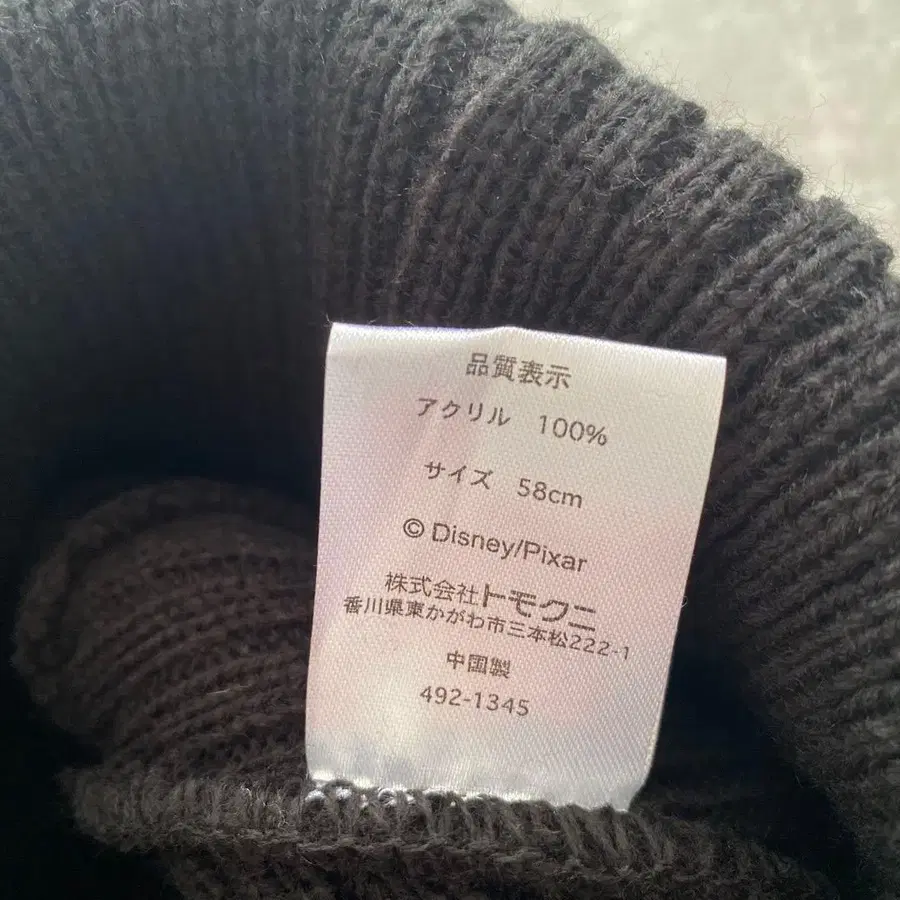 品質表示
アクリル 100%
サイズ 58cm
© Disney/Pixar
株式会社トモクニ
香川県東かがわ市三本松222-1
中国製
492-1345